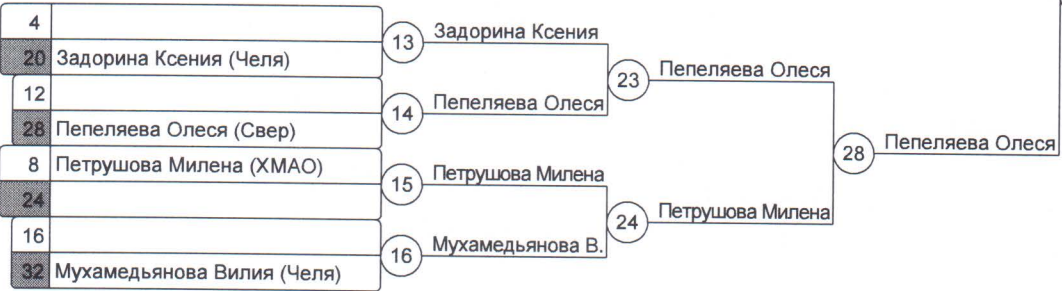 4
20 Задорина Ксения (Челя)
12
28 Пепеляева Олеся (Свер)
8 Петрушова Милена (ХМАО)
24
16
32 Мухамедьянова Вилия (Челя)
13 Задорина Ксения
14 Пепеляева Олеся
15 Петрушова Милена
16 Мухамедьянова В.
23 Пепеляева Олеся
24 Петрушова Милена
28 Пепеляева Олеся